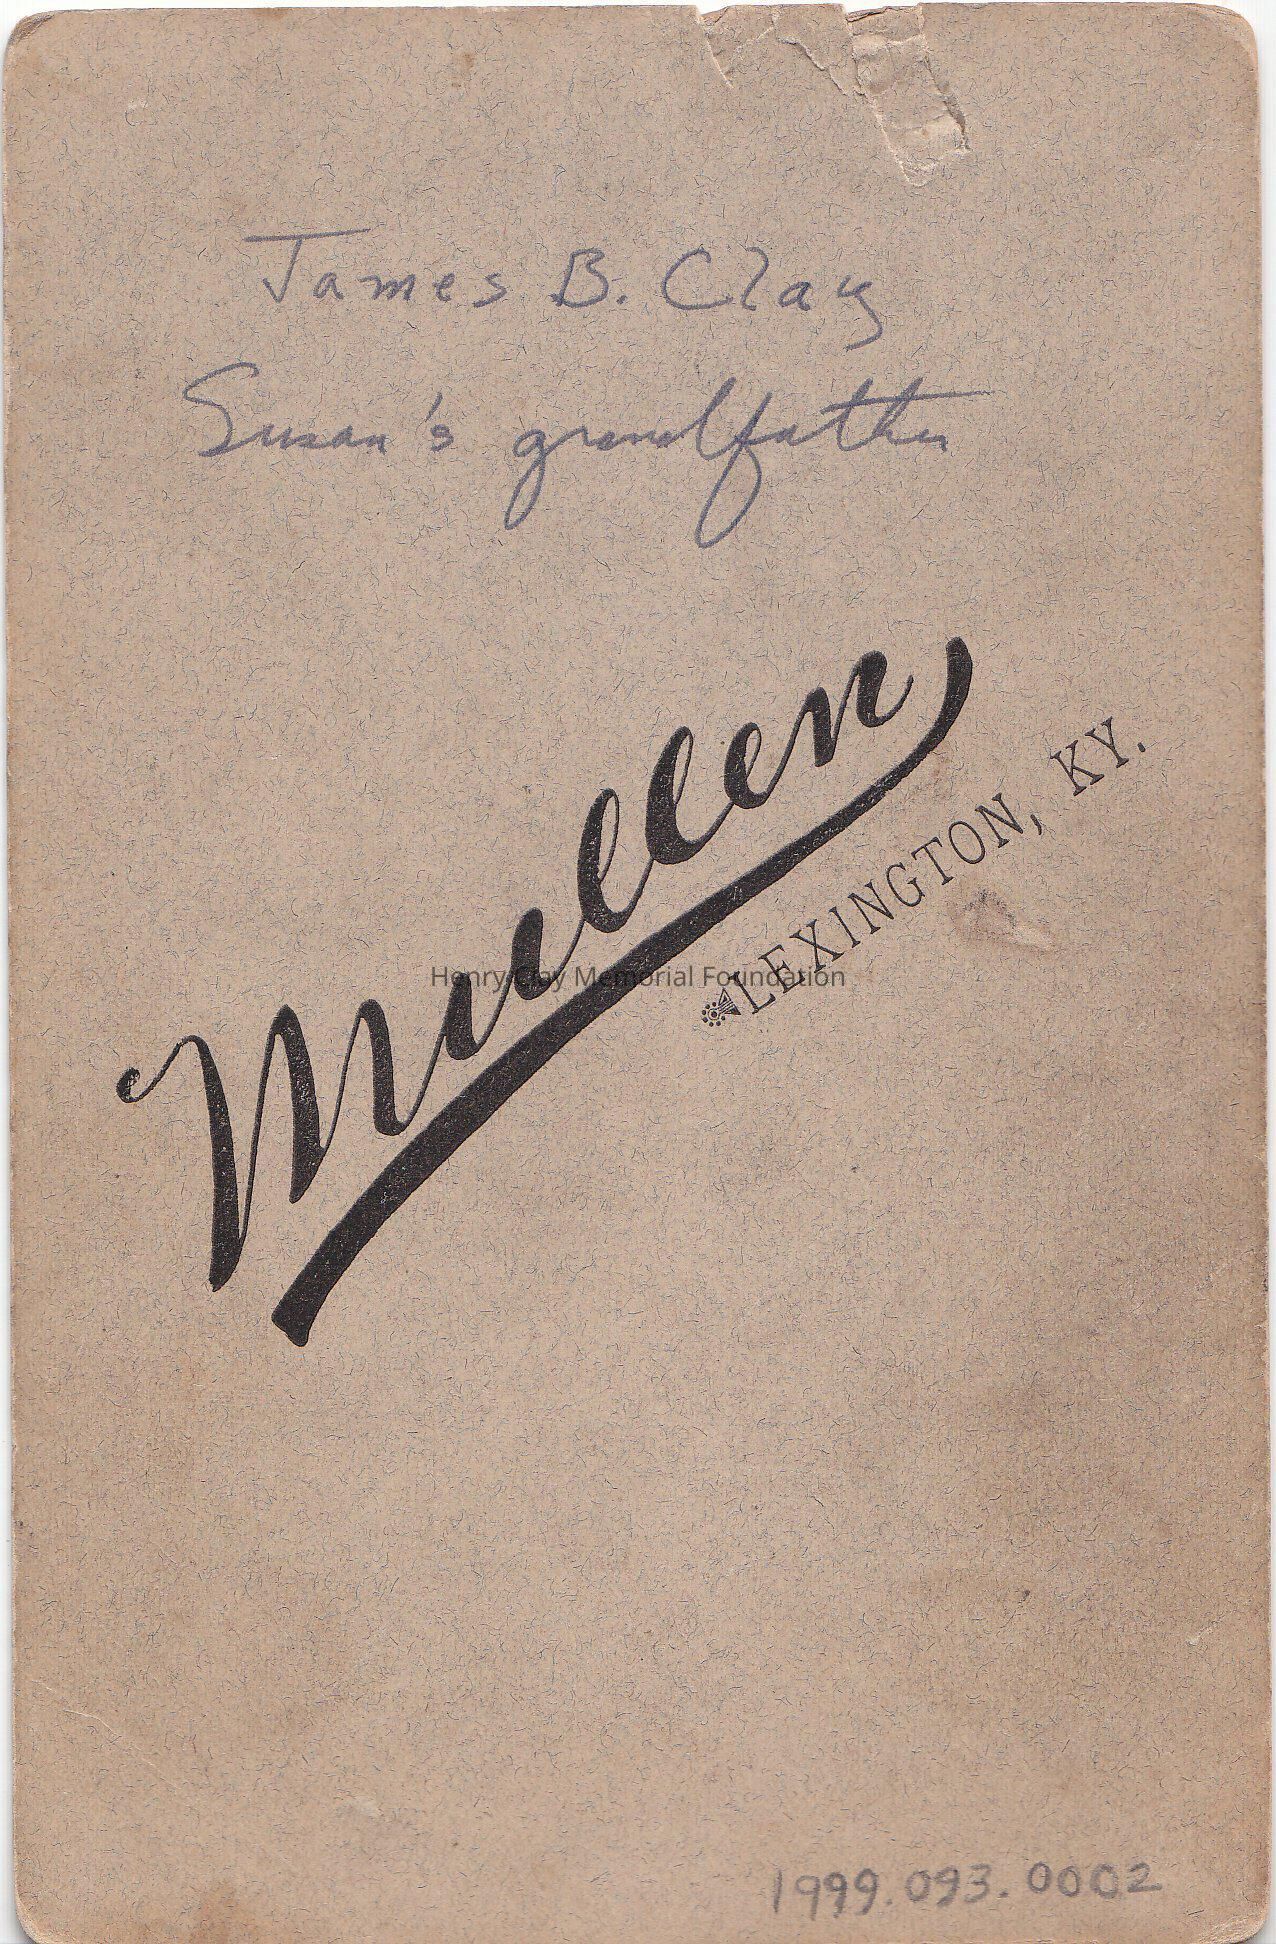 James B. Clay
Susan's grandfather
Mullen
LEXINGTON, KY.
Henry Clay Memorial Foundation
1999.093.0002